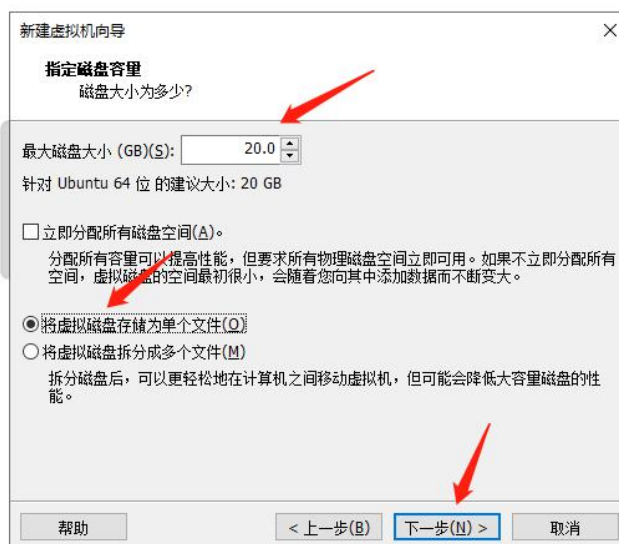 新建虚拟机向导
指定磁盘容量
磁盘大小为多少?
最大磁盘大小 (GB)(S): 20.0
针对 Ubuntu 64 位 的建议大小: 20 GB
立即分配所有磁盘空间(A)。
分配所有容量可以提高性能，但要求所有物理磁盘空间立即可用。如果不立即分配所有
空间，虚拟磁盘的空间最初很小，会随着您向其中添加数据而不断变大。
将虚拟磁盘存储为单个文件(O)
将虚拟磁盘拆分成多个文件(M)
拆分磁盘后，可以更轻松地在计算机之间移动虚拟机，但可能会降低大容量磁盘的性
能。
帮助 < 上一步(B) 下一步(N) > 取消